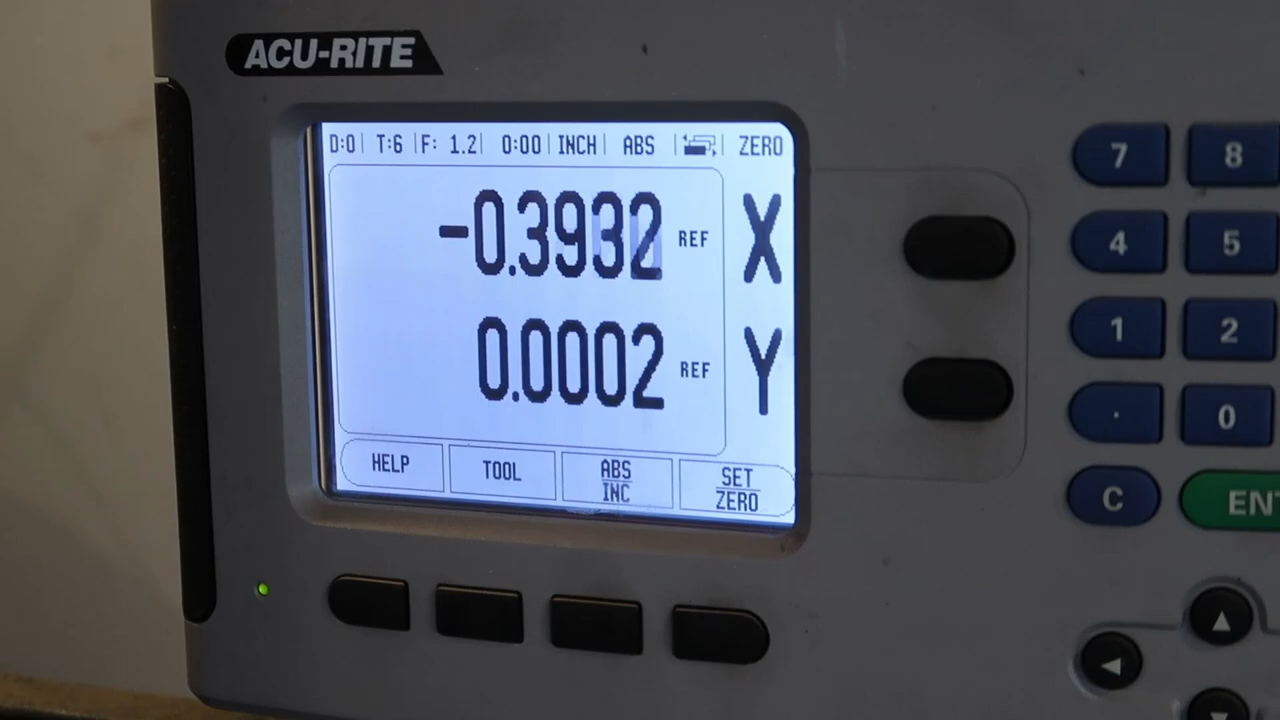 ACU-RITE
D:0 T:6 F: 1.2 0:00 INCH ABS ZERO
-0.3932 REF X
0.0002 REF Y
HELP TOOL ABS INC SET ZERO
7 8
4 5
1 2
. 0
C ENT